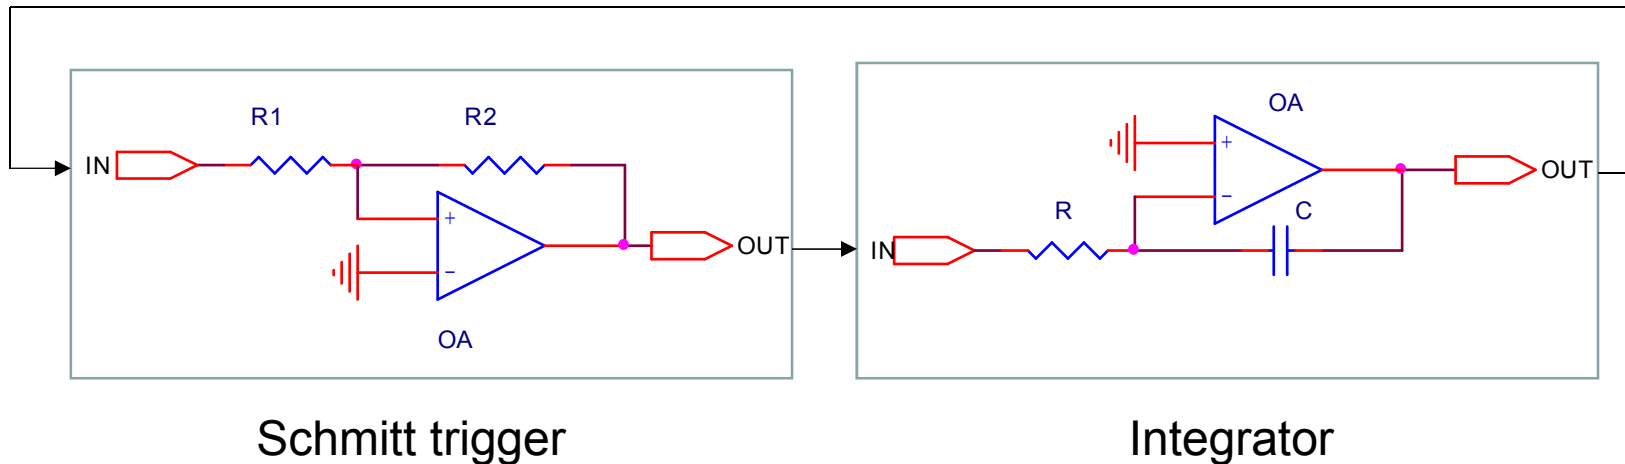 R1
R2
IN
+
−
OUT
OA
OA
+
−
R
C
IN
OUT
Schmitt trigger
Integrator